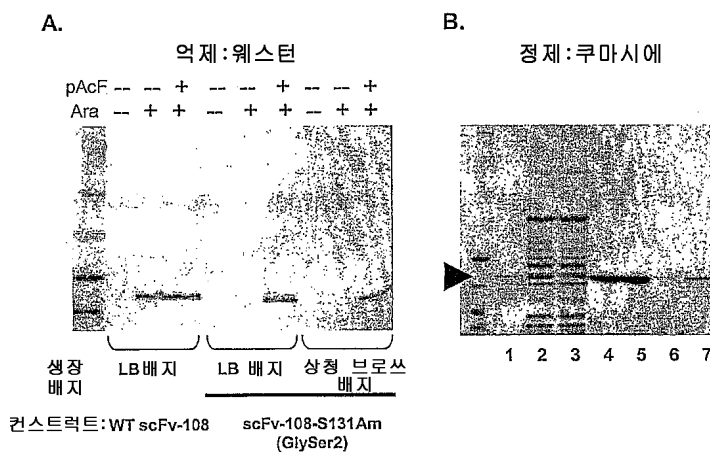 A.
억제:웨스턴
pAcF -- -- + -- -- + -- -- +
Ara -- + + -- + + -- + +
생장
배지
LB배지
LB 배지
상청 브로쓰
배지
컨스트럭트: WT scFv-108
scFv-108-S131Am
(GlySer2)
B.
정제:쿠마시에
1 2 3 4 5 6 7